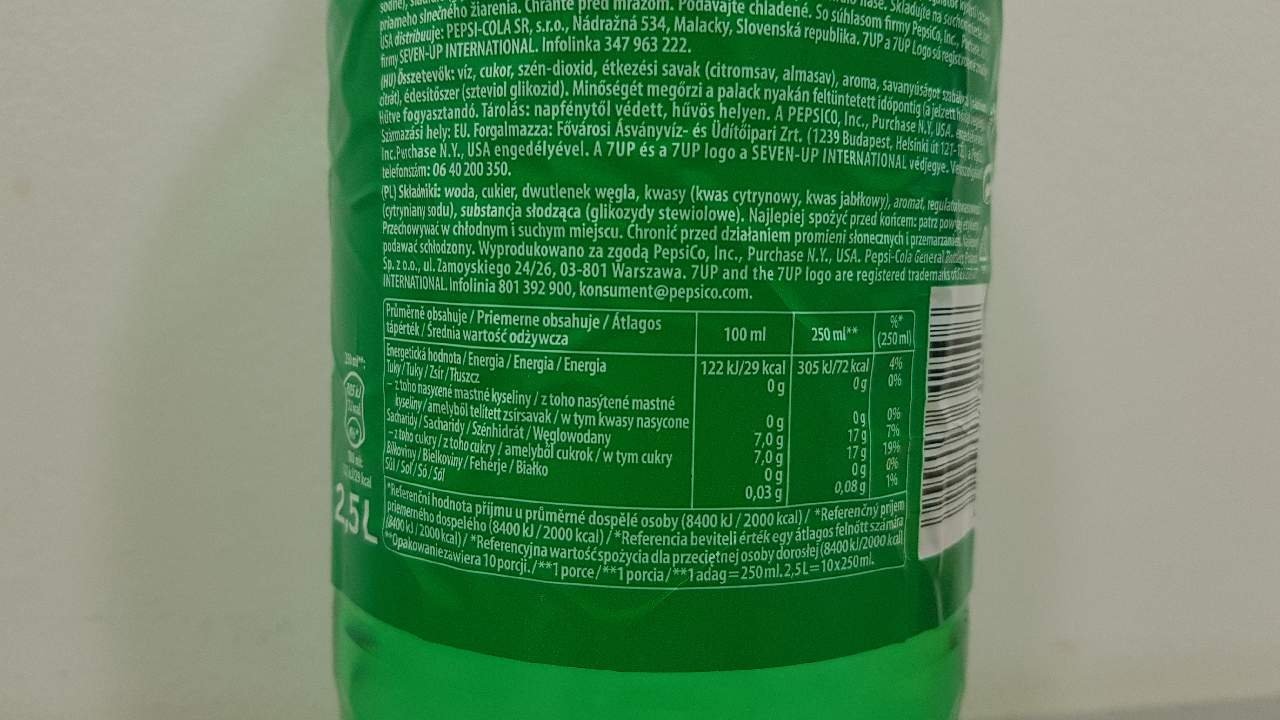 priameho slnečného žiarenia. Chráňte pred mrazom. Podávajte chladené. So súhlasom firmy PepsiCo, Inc.,
USA distribuuje: PEPSI-COLA SR, s.r.o., Nádražná 534, Malacky, Slovenská republika. 7UP a 7UP Logo sú
firmy SEVEN-UP INTERNATIONAL. Infolinka 347 963 222.
(HU) Összetevők: víz, cukor, szén-dioxid, étkezési savak (citromsav, almasav), aroma, savanyúságot
citrát), édesítőszer (szteviol glikozid). Minőségét megőrzi a palack nyakán feltüntetett időpontig (a jelzett
Hűtve fogyasztandó. Tárolás: napfénytől védett, hűvös helyen. A PEPSICO, Inc., Purchase N.Y, USA.
Származási hely: EU. Forgalmazza: Fővárosi Ásványvíz- és Üdítőipari Zrt. (1239 Budapest, Helsinki út
Inc.Purchase N.Y., USA engedélyével. A 7UP és a 7UP logo a SEVEN-UP INTERNATIONAL védjegye.
telefonszám: 06 40 200 350.
(PL) Składniki: woda, cukier, dwutlenek węgla, kwasy (kwas cytrynowy, kwas jabłkowy), aromat,
(cytryniany sodu), substancja słodząca (glikozydy stewiolowe). Najlepiej spożyć przed końcem: patrz
Przechowywać w chłodnym i suchym miejscu. Chronić przed działaniem promieni słonecznych i przemarzaniem.
podawać schłodzony. Wyprodukowano za zgodą PepsiCo, Inc., Purchase N.Y., USA. Pepsi-Cola General
Sp. z o.o., ul. Zamoyskiego 24/26, 03-801 Warszawa. 7UP and the 7UP logo are registered trademarks of
INTERNATIONAL. Infolinia 801 392 900, konsument@pepsico.com.
Průměrně obsahuje / Priemerne obsahuje / Átlagos
tápérték / Średnia wartość odżywcza 100 ml 250 ml** %* (250 ml)
Energetická hodnota / Energia / Energia / Energia 122 kJ/29 kcal 305 kJ/72 kcal 4%
Tuky / Tuky / Zsír / Tłuszcz 0 g 0 g 0%
– z toho nasycené mastné kyseliny / z toho nasýtené mastné
kyseliny / amelyből telített zsírsavak / w tym kwasy nasycone 0 g 0 g 0%
Sacharidy / Sacharidy / Szénhidrát / Węglowodany 7,0 g 17 g 7%
– z toho cukry / z toho cukry / amelyből cukrok / w tym cukry 7,0 g 17 g 19%
Bílkoviny / Bielkoviny / Fehérje / Białko 0 g 0 g 0%
Sůl / Soľ / Só / Sól 0,03 g 0,08 g 1%
*Referenční hodnota příjmu u průměrné dospělé osoby (8400 kJ / 2000 kcal) / *Referenčný príjem
priemerného dospelého (8400 kJ / 2000 kcal) / *Referencia beviteli érték egy átlagos felnőtt számára
(8400 kJ / 2000 kcal) / *Referencyjna wartość spożycia dla przeciętnej osoby dorosłej (8400 kJ/2000 kcal)
**Opakowanie zawiera 10 porcji. /**1 porce /**1 porcia /**1 adag=250 ml. 2,5 L=10x250 ml.
2,5 L